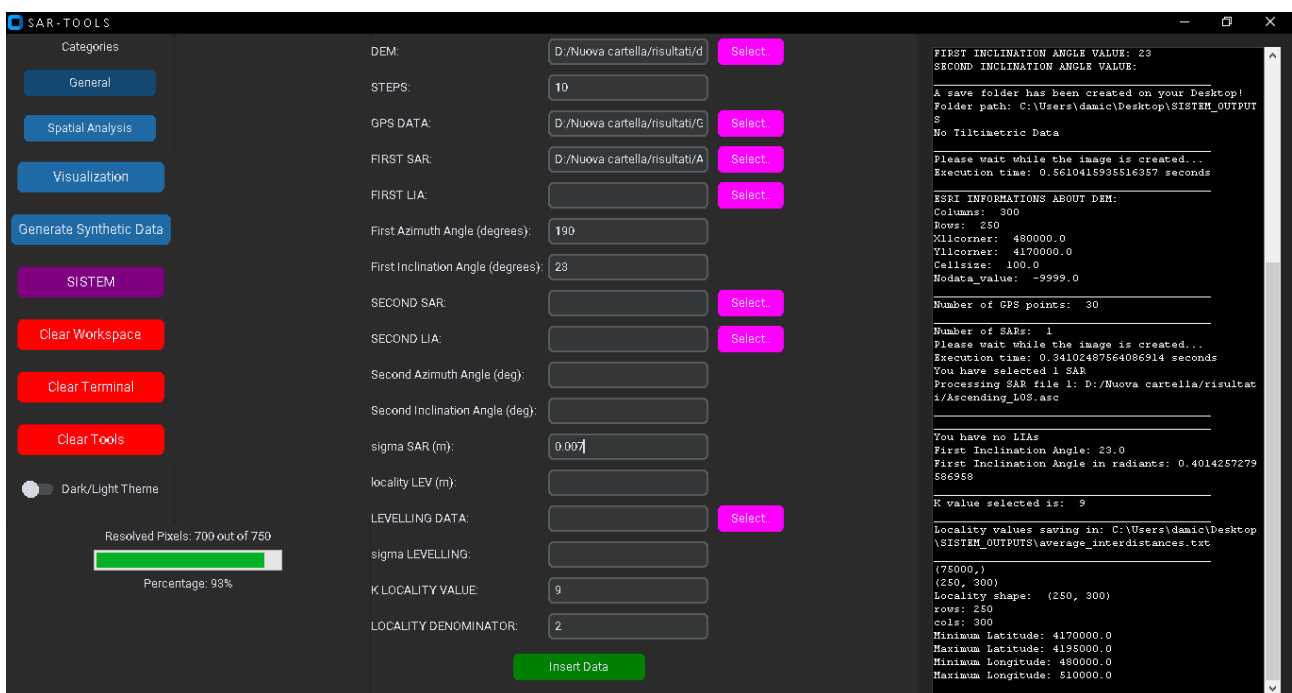 SAR-TOOLS
Categories
General
Spatial Analysis
Visualization
Generate Synthetic Data
SISTEM
Clear Workspace
Clear Terminal
Clear Tools
Dark/Light Theme
Resolved Pixels: 700 out of 750
Percentage: 93%
DEM: D:/Nuova cartella/risultati/d Select..
STEPS: 10
GPS DATA: D:/Nuova cartella/risultati/G Select..
FIRST SAR: D:/Nuova cartella/risultati/A Select..
FIRST LIA: Select..
First Azimuth Angle (degrees): 190
First Inclination Angle (degrees): 23
SECOND SAR: Select..
SECOND LIA: Select..
Second Azimuth Angle (deg):
Second Inclination Angle (deg):
sigma SAR (m): 0.007
locality LEV (m):
LEVELLING DATA: Select..
sigma LEVELLING:
K LOCALITY VALUE: 9
LOCALITY DENOMINATOR: 2
Insert Data
FIRST INCLINATION ANGLE VALUE: 23
SECOND INCLINATION ANGLE VALUE:
A save folder has been created on your Desktop!
Folder path: C:\Users\damic\Desktop\SISTEM_OUTPUT
S
No Tiltimetric Data
Please wait while the image is created...
Execution time: 0.5610415935516357 seconds
ESRI INFORMATIONS ABOUT DEM:
Columns: 300
Rows: 250
Xllcorner: 480000.0
Yllcorner: 4170000.0
Cellsize: 100.0
Nodata_value: -9999.0
Number of GPS points: 30
Number of SARs: 1
Please wait while the image is created...
Execution time: 0.34102487564086914 seconds
You have selected 1 SAR
Processing SAR file 1: D:/Nuova cartella/risultat
i/Ascending_LOS.asc
You have no LIAs
First Inclination Angle: 23.0
First Inclination Angle in radiants: 0.4014257279
586958
K value selected is: 9
Locality values saving in: C:\Users\damic\Desktop
\SISTEM_OUTPUTS\average_interdistances.txt
(75000,)
(250, 300)
Locality shape: (250, 300)
rows: 250
cols: 300
Minimum Latitude: 4170000.0
Maximum Latitude: 4195000.0
Minimum Longitude: 480000.0
Maximum Longitude: 510000.0